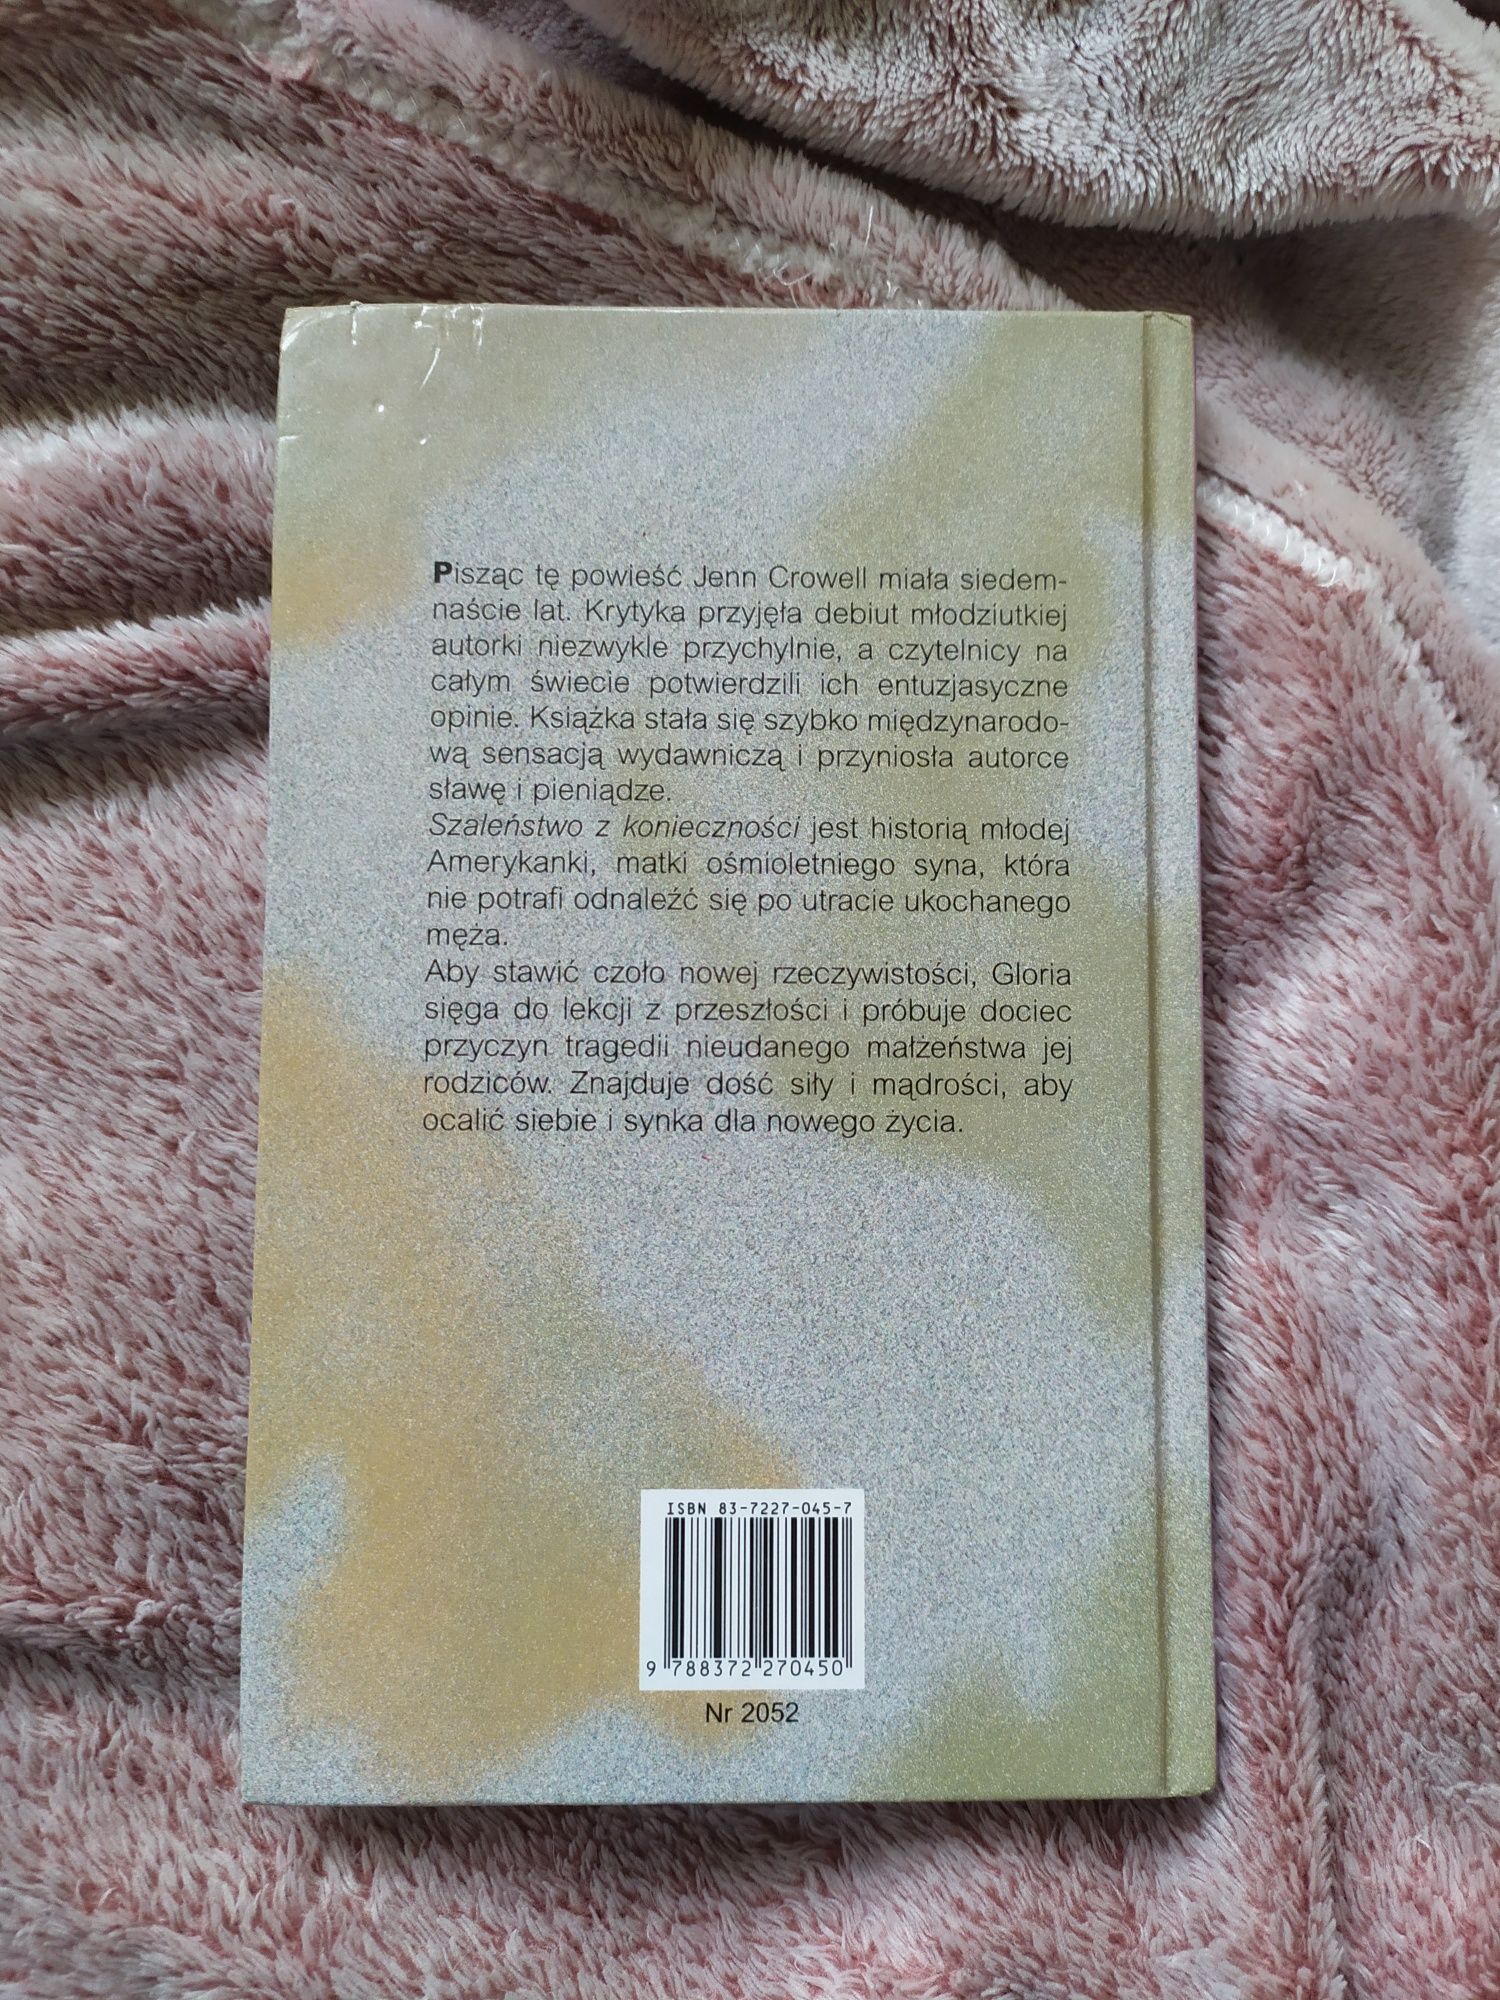 Pisząc tę powieść Jenn Crowell miała siedem-
naście lat. Krytyka przyjęła debiut młodziutkiej
autorki niezwykle przychylnie, a czytelnicy na
całym świecie potwierdzili ich entuzjasyczne
opinie. Książka stała się szybko międzynarodo-
wą sensacją wydawniczą i przyniosła autorce
sławę i pieniądze.
Szaleństwo z konieczności jest historią młodej
Amerykanki, matki ośmioletniego syna, która
nie potrafi odnaleźć się po utracie ukochanego
męża.
Aby stawić czoło nowej rzeczywistości, Gloria
sięga do lekcji z przeszłości i próbuje dociec
przyczyn tragedii nieudanego małżeństwa jej
rodziców. Znajduje dość siły i mądrości, aby
ocalić siebie i synka dla nowego życia.
ISBN 83-7227-045-7
9 788372 270450
Nr 2052